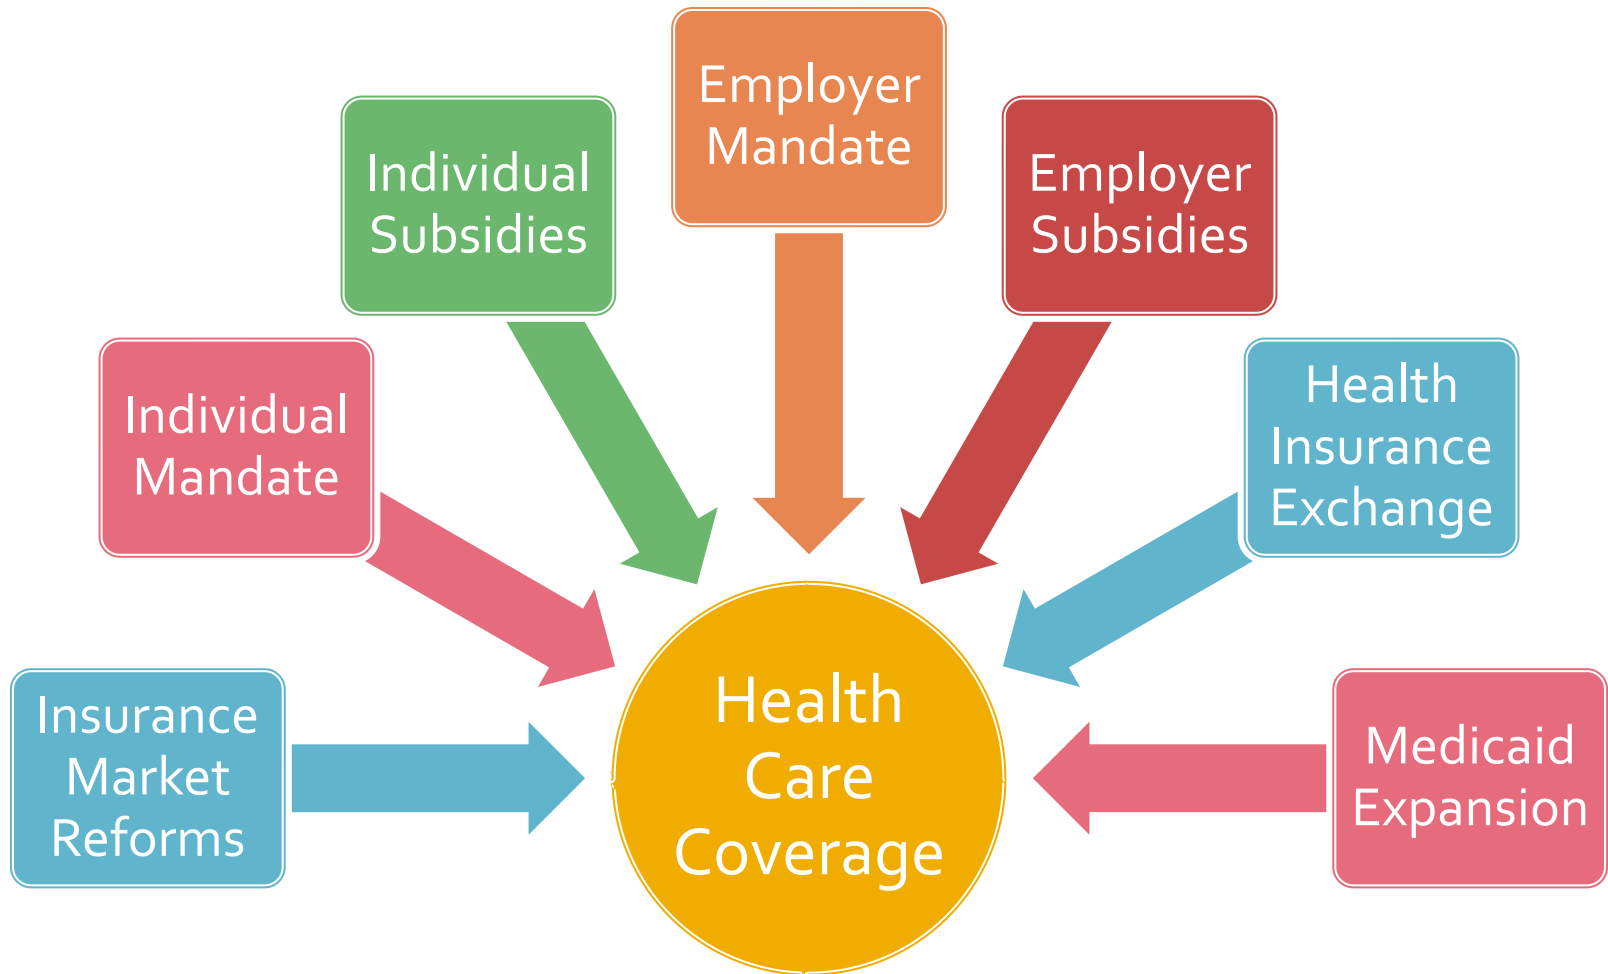 Employer
Mandate
Individual
Subsidies
Employer
Subsidies
Individual
Mandate
Health
Insurance
Exchange
Insurance
Market
Reforms
Medicaid
Expansion
Health
Care
Coverage